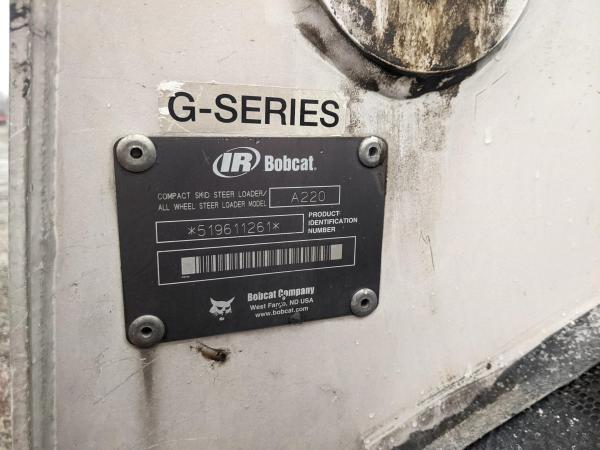 G-SERIES
IR Bobcat®
COMPACT SKID STEER LOADER/
ALL WHEEL STEER LOADER MODEL
A220
*519611261*
PRODUCT
IDENTIFICATION
NUMBER
Bobcat Company
West Fargo, ND USA
www.bobcat.com